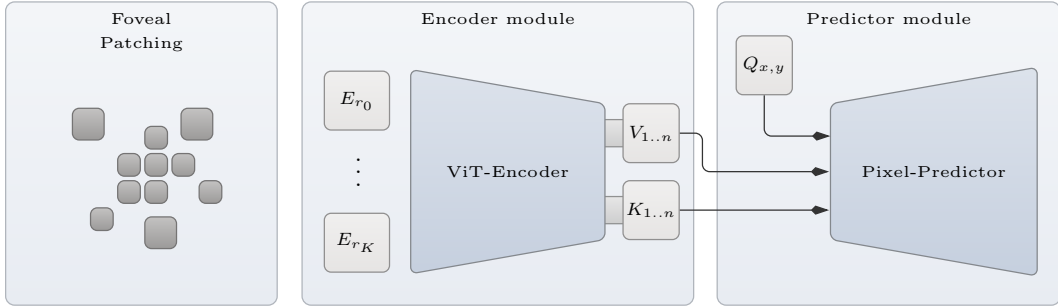 Foveal
Patching
Encoder module
E_{r_0}
⋮
E_{r_K}
ViT-Encoder
V_{1..n}
K_{1..n}
Predictor module
Q_{x,y}
Pixel-Predictor